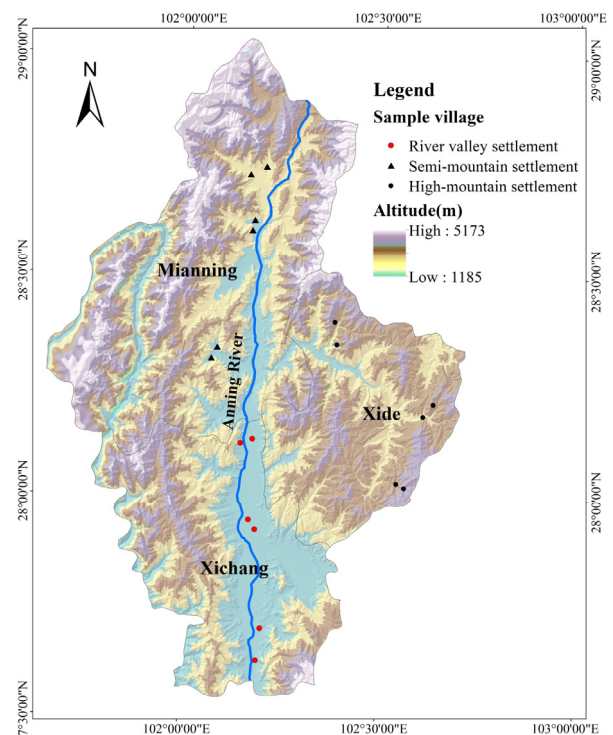 102°00'00"E 102°30'00"E 103°00'00"E
29°00'00"N
29°00'00"N
N
Legend
Sample village
River valley settlement
Semi-mountain settlement
High-mountain settlement
Altitude(m)
High : 5173
Low : 1185
28°30'00"N
28°30'00"N
Mianning
Anning River
Xide
28°00'00"N
28°00'00"N
Xichang
7°30'00"N
27°30'00"N
102°00'00"E 102°30'00"E 103°00'00"E